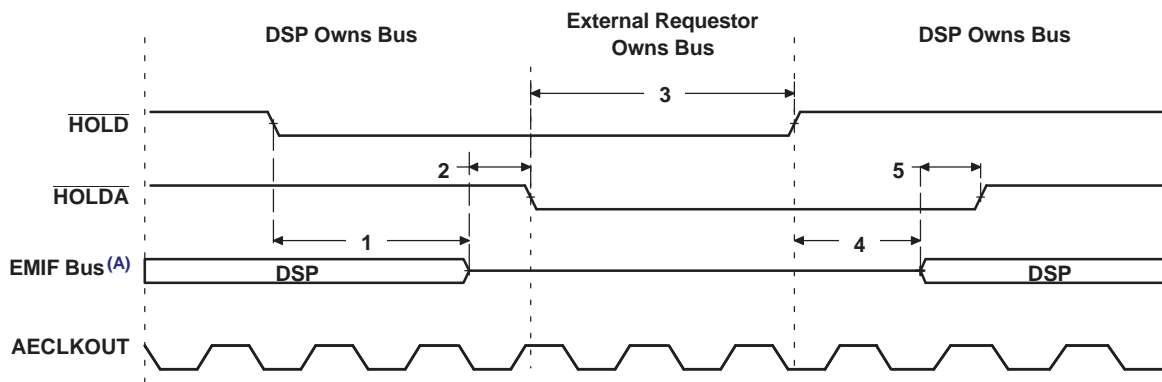 DSP Owns Bus
External Requestor
Owns Bus
DSP Owns Bus
3
HOLD
2
5
HOLDA
1
4
EMIF Bus(A)
DSP
DSP
AECLKOUT